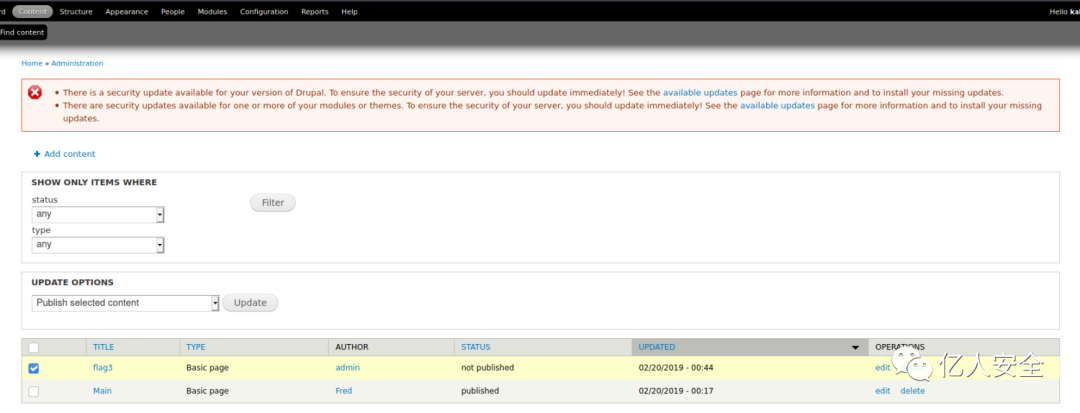 Content Structure Appearance People Modules Configuration Reports Help Hello
Find content
Home » Administration
There is a security update available for your version of Drupal. To ensure the security of your server, you should update immediately! See the available updates page for more information and to install your missing updates.
There are security updates available for one or more of your modules or themes. To ensure the security of your server, you should update immediately! See the available updates page for more information and to install your missing
updates.
+ Add content
SHOW ONLY ITEMS WHERE
status
any
Filter
type
any
UPDATE OPTIONS
Publish selected content Update
TITLE TYPE AUTHOR STATUS UPDATED OPERATIONS
flag3 Basic page admin not published 02/20/2019 - 00:44 edit
Main Basic page Fred published 02/20/2019 - 00:17 edit delete
亿人安全